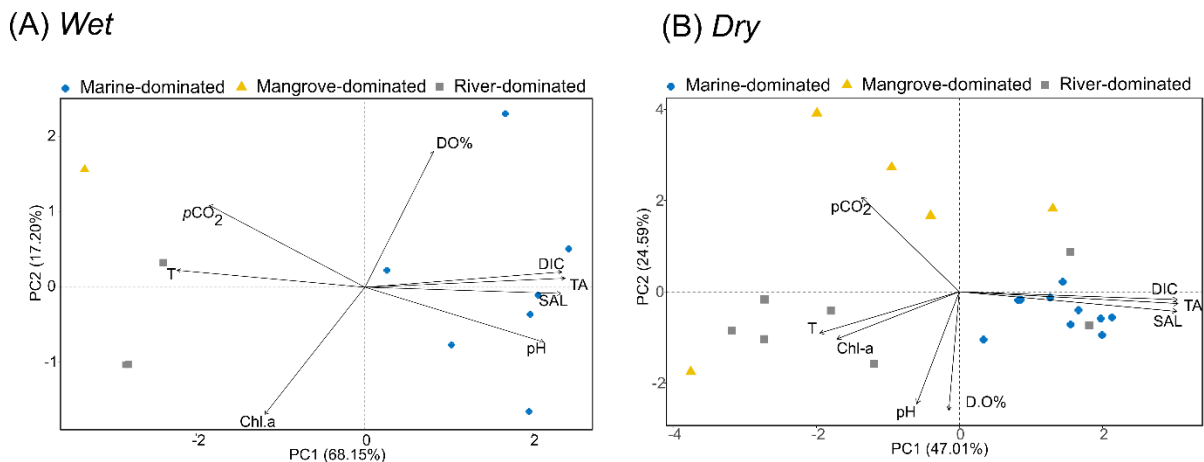 (A) Wet
Marine-dominated Mangrove-dominated River-dominated
2
1
0
-1
-2
0
2
PC2 (17.20%)
PC1 (68.15%)
DO%
pCO2
T
DIC
TA
SAL
pH
Chl.a
(B) Dry
Marine-dominated Mangrove-dominated River-dominated
4
2
0
-2
-4
-2
0
2
PC2 (24.59%)
PC1 (47.01%)
pCO2
DIC
TA
SAL
T
Chl-a
pH
D.O%